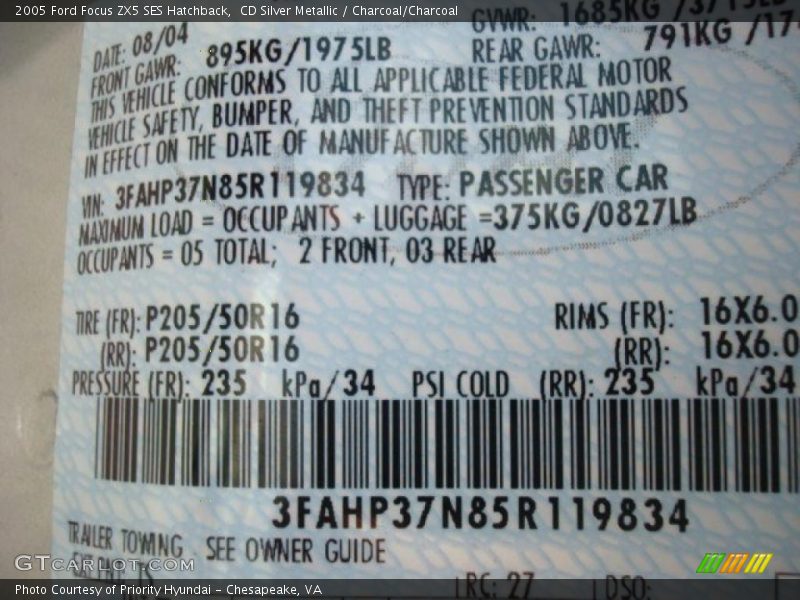 2005 Ford Focus ZX5 SES Hatchback,  CD Silver Metallic / Charcoal/Charcoal
DATE: 08/04 GVWR: 1685KG /3715LB
FRONT GAWR: 895KG/1975LB REAR GAWR: 791KG
THIS VEHICLE CONFORMS TO ALL APPLICABLE FEDERAL MOTOR
VEHICLE SAFETY, BUMPER, AND THEFT PREVENTION STANDARDS
IN EFFECT ON THE DATE OF MANUFACTURE SHOWN ABOVE.
VIN: 3FAHP37N85R119834 TYPE: PASSENGER CAR
MAXIMUM LOAD = OCCUPANTS + LUGGAGE =375KG/0827LB
OCCUPANTS = 05 TOTAL; 2 FRONT, 03 REAR
TIRE (FR): P205/50R16 RIMS (FR): 16X6.0
(RR): P205/50R16 (RR): 16X6.0
PRESSURE (FR): 235 kPa/34 PSI COLD (RR): 235 kPa/34
3FAHP37N85R119834
TRAILER TOWING, SEE OWNER GUIDE
EXT PNT: RC: 27 DSO:
GTcarlot.com
Photo Courtesy of Priority Hyundai – Chesapeake, VA